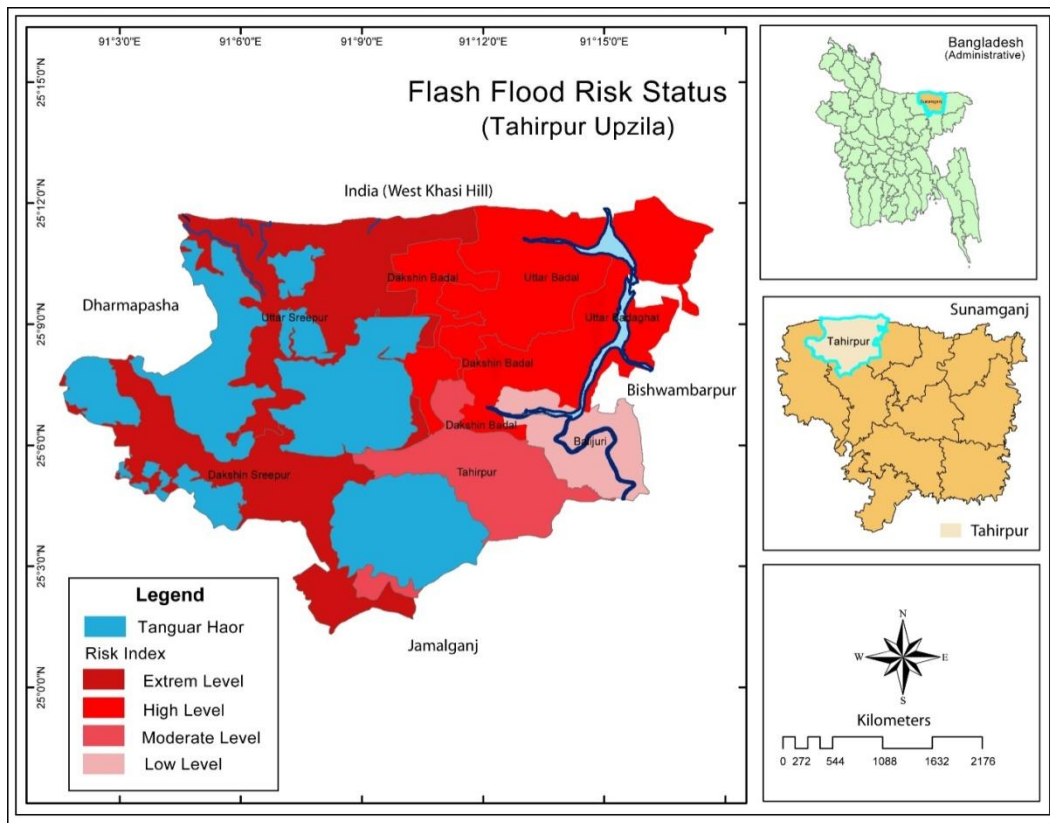 91°3'0"E 91°6'0"E 91°9'0"E 91°12'0"E 91°15'0"E
25°15'0"N
25°12'0"N
25°9'0"N
25°6'0"N
25°3'0"N
25°0'0"N
Flash Flood Risk Status
(Tahirpur Upzila)
India (West Khasi Hill)
Dharmapasha
Dakshin Badal
Uttar Badal
Uttar Sreepur
Uttar Badaghat
Dakshin Badal
Bishwambarpur
Dakshin Badal
Balijuri
Dakshin Sreepur
Tahirpur
Jamalganj
Legend
Tanguar Haor
Risk Index
Extrem Level
High Level
Moderate Level
Low Level
Bangladesh
(Administrative)
Sunamganj
Sunamganj
Tahirpur
Tahirpur
N
W E
S
Kilometers
0 272 544 1088 1632 2176